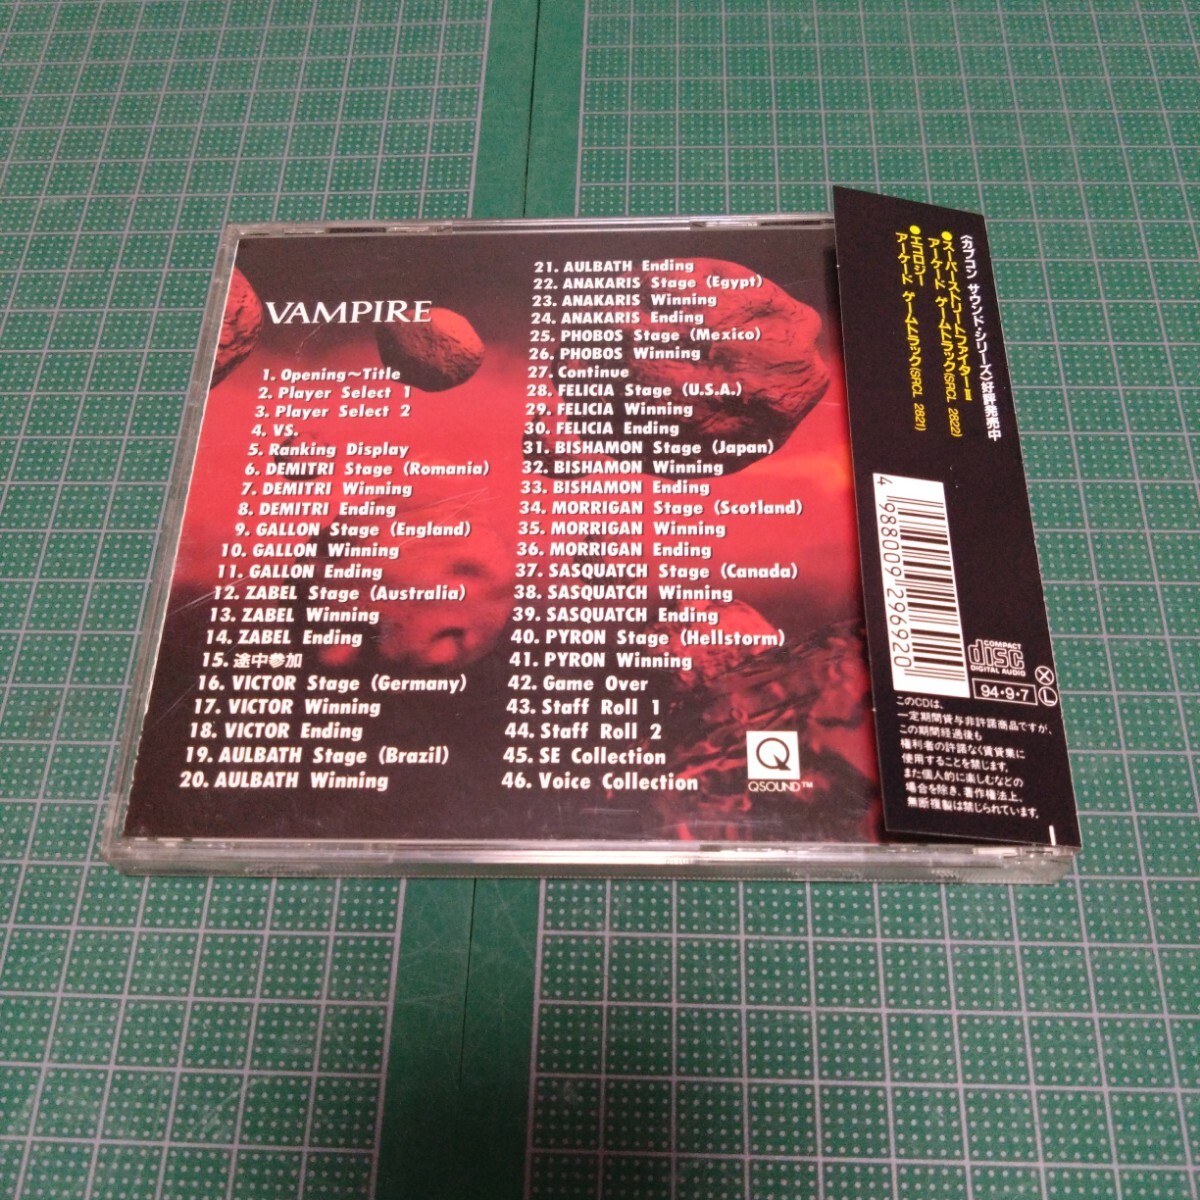 VAMPIRE
1. Opening〜Title
2. Player Select 1
3. Player Select 2
4. VS.
5. Ranking Display
6. DEMITRI Stage (Romania)
7. DEMITRI Winning
8. DEMITRI Ending
9. GALLON Stage (England)
10. GALLON Winning
11. GALLON Ending
12. ZABEL Stage (Australia)
13. ZABEL Winning
14. ZABEL Ending
15. 途中参加
16. VICTOR Stage (Germany)
17. VICTOR Winning
18. VICTOR Ending
19. AULBATH Stage (Brazil)
20. AULBATH Winning
21. AULBATH Ending
22. ANAKARIS Stage (Egypt)
23. ANAKARIS Winning
24. ANAKARIS Ending
25. PHOBOS Stage (Mexico)
26. PHOBOS Winning
27. Continue
28. FELICIA Stage (U.S.A.)
29. FELICIA Winning
30. FELICIA Ending
31. BISHAMON Stage (Japan)
32. BISHAMON Winning
33. BISHAMON Ending
34. MORRIGAN Stage (Scotland)
35. MORRIGAN Winning
36. MORRIGAN Ending
37. SASQUATCH Stage (Canada)
38. SASQUATCH Winning
39. SASQUATCH Ending
40. PYRON Stage (Hellstorm)
41. PYRON Winning
42. Game Over
43. Staff Roll 1
44. Staff Roll 2
45. SE Collection
46. Voice Collection
Q
QSOUND™
〈カプコン サウンド・シリーズ〉好評発売中
●スーパーストリートファイターⅡ
アーケード ゲームトラック(SRCL 2822)
●エコロジー
アーケード ゲームトラック(SRCL 2821)
4 988009 296920
COMPACT
disc
DIGITAL AUDIO
94・9・7
X
L
このCDは、
一定期間貸与非許諾商品ですが、
この期間経過後も
権利者の許諾なく賃貸業に
使用することを禁じます。
また個人的に楽しむなどの
場合を除き、著作権法上、
無断複製は禁じられています。